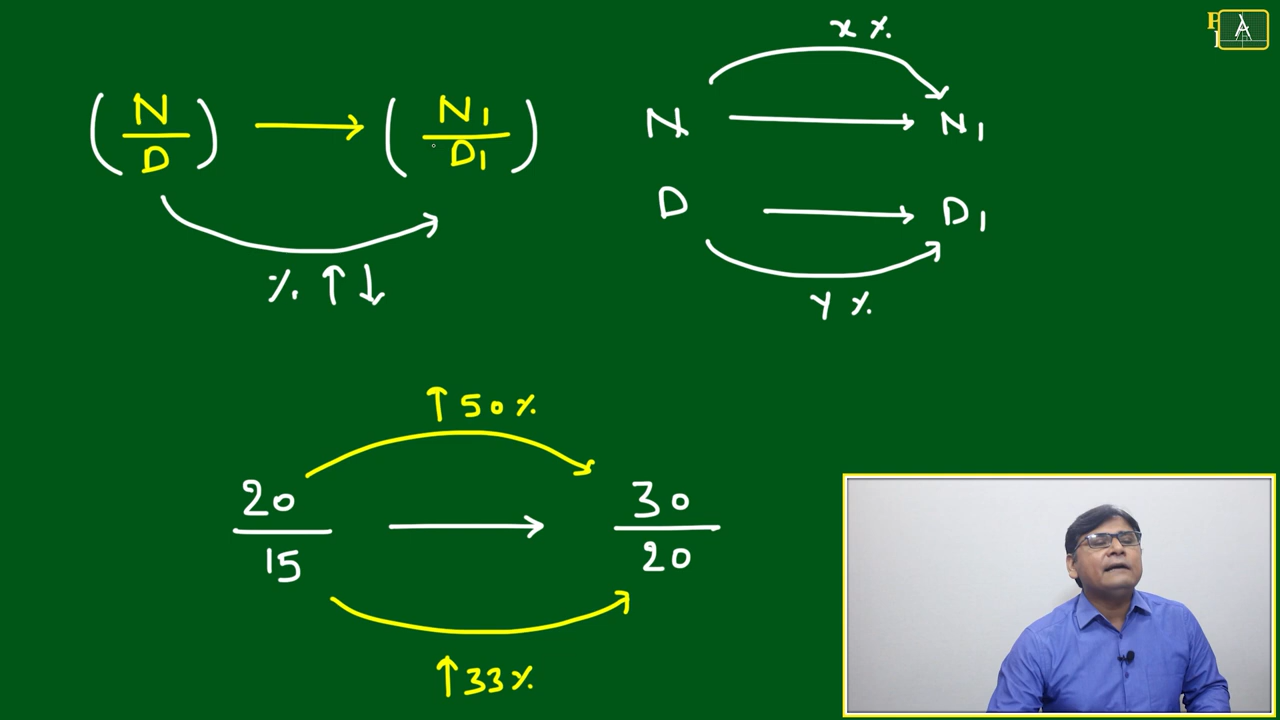 x %
(N/D) → (N1/D1)
N → N1
D → D1
% ↑ ↓
y %
↑ 50 %
20/15 → 30/20
↑ 33 %